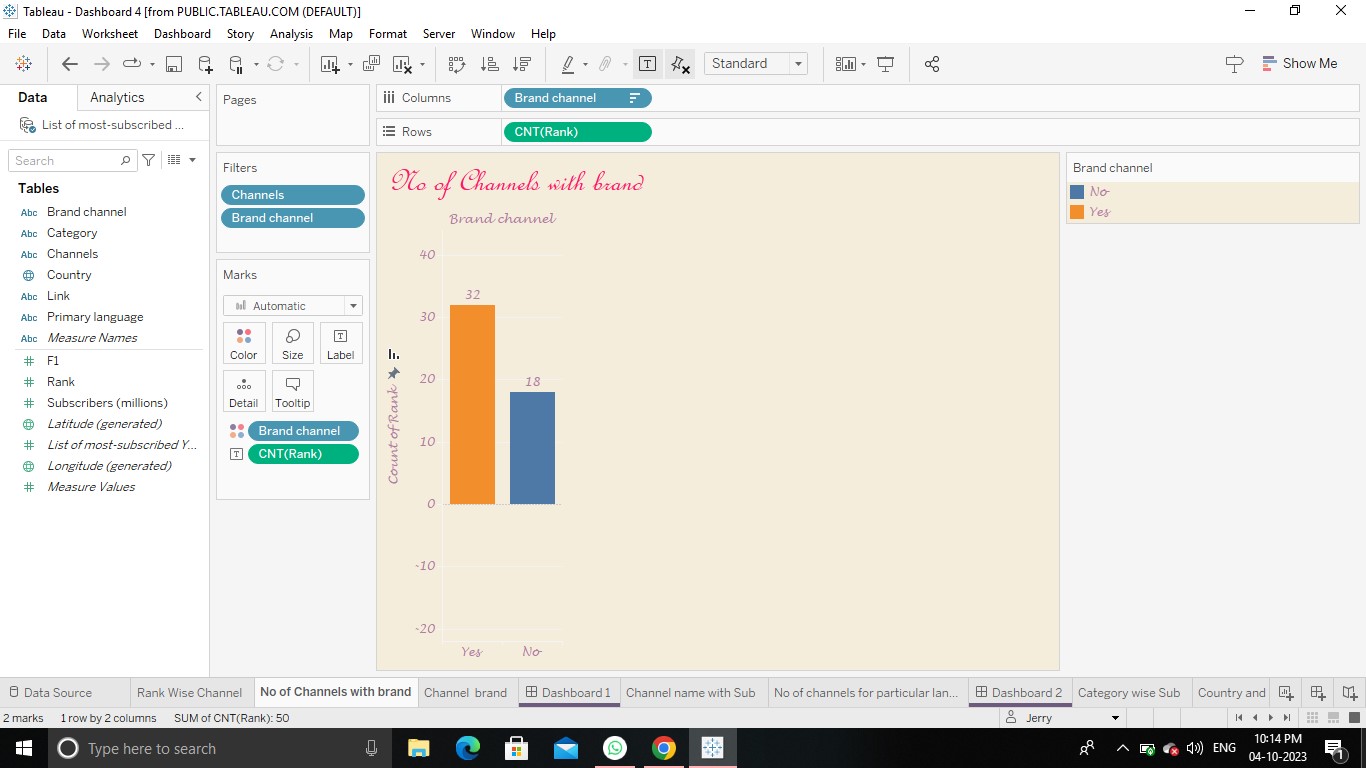 Tableau - Dashboard 4 [from PUBLIC.TABLEAU.COM (DEFAULT)]
File Data Worksheet Dashboard Story Analysis Map Format Server Window Help
Standard
Show Me
Data Analytics
List of most-subscribed ...
Search
Tables
Abc Brand channel
Abc Category
Abc Channels
Country
Abc Link
Abc Primary language
Abc Measure Names
# F1
# Rank
# Subscribers (millions)
Latitude (generated)
# List of most-subscribed Y...
Longitude (generated)
# Measure Values
Pages
Filters
Channels
Brand channel
Marks
Automatic
Color Size Label
Detail Tooltip
Brand channel
CNT(Rank)
Columns Brand channel
Rows CNT(Rank)
No of Channels with brand
Brand channel
40
30
20
10
0
-10
-20
Count of Rank
32
18
Yes No
Brand channel
No
Yes
Data Source Rank Wise Channel No of Channels with brand Channel brand Dashboard 1 Channel name with Sub No of channels for particular lan... Dashboard 2 Category wise Sub Country and
2 marks 1 row by 2 columns SUM of CNT(Rank): 50
Jerry
Type here to search
ENG
10:14 PM
04-10-2023
1